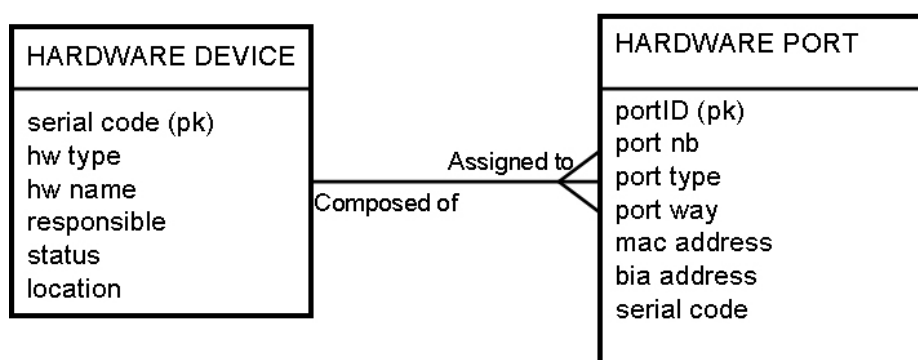 HARDWARE DEVICE
serial code (pk)
hw type
hw name
responsible
status
location
Assigned to
Composed of
HARDWARE PORT
portID (pk)
port nb
port type
port way
mac address
bia address
serial code